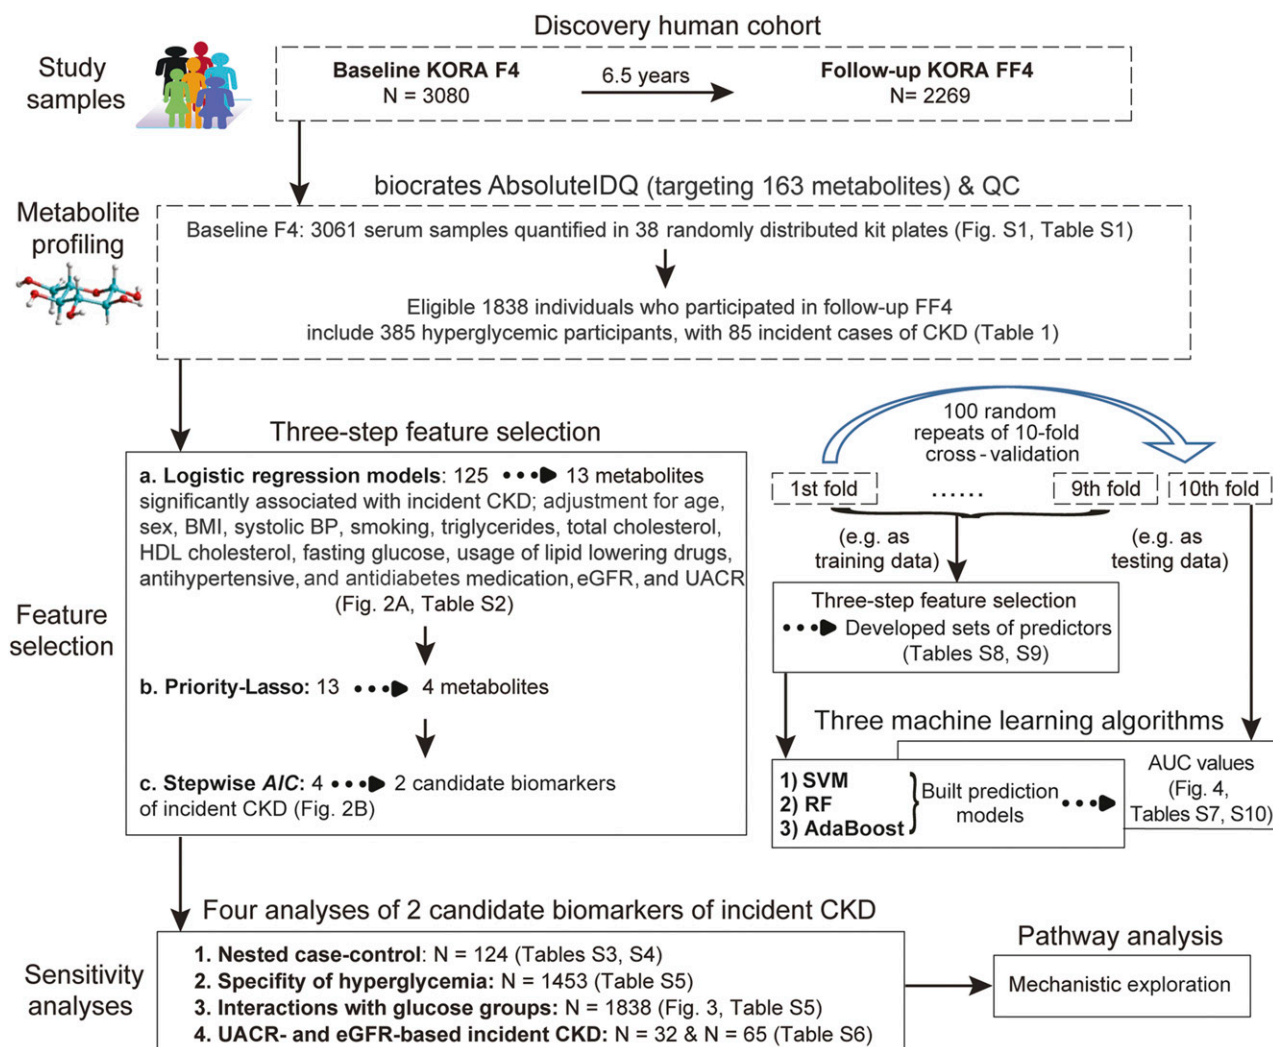 Discovery human cohort
Study
samples
Baseline KORA F4
N = 3080
6.5 years
Follow-up KORA FF4
N= 2269
biocrates AbsoluteIDQ (targeting 163 metabolites) & QC
Metabolite
profiling
Baseline F4: 3061 serum samples quantified in 38 randomly distributed kit plates (Fig. S1, Table S1)
Eligible 1838 individuals who participated in follow-up FF4
include 385 hyperglycemic participants, with 85 incident cases of CKD (Table 1)
Three-step feature selection
Feature
selection
a. Logistic regression models: 125 13 metabolites
significantly associated with incident CKD; adjustment for age,
sex, BMI, systolic BP, smoking, triglycerides, total cholesterol,
HDL cholesterol, fasting glucose, usage of lipid lowering drugs,
antihypertensive, and antidiabetes medication, eGFR, and UACR
(Fig. 2A, Table S2)
b. Priority-Lasso: 13 4 metabolites
c. Stepwise AIC: 4 2 candidate biomarkers
of incident CKD (Fig. 2B)
100 random
repeats of 10-fold
cross-validation
1st fold
......
9th fold
10th fold
(e.g. as
training data)
(e.g. as
testing data)
Three-step feature selection
Developed sets of predictors
(Tables S8, S9)
Three machine learning algorithms
1) SVM
2) RF
3) AdaBoost
Built prediction
models
AUC values
(Fig. 4,
Tables S7, S10)
Four analyses of 2 candidate biomarkers of incident CKD
Sensitivity
analyses
1. Nested case-control: N = 124 (Tables S3, S4)
2. Specifity of hyperglycemia: N = 1453 (Table S5)
3. Interactions with glucose groups: N = 1838 (Fig. 3, Table S5)
4. UACR- and eGFR-based incident CKD: N = 32 & N = 65 (Table S6)
Pathway analysis
Mechanistic exploration